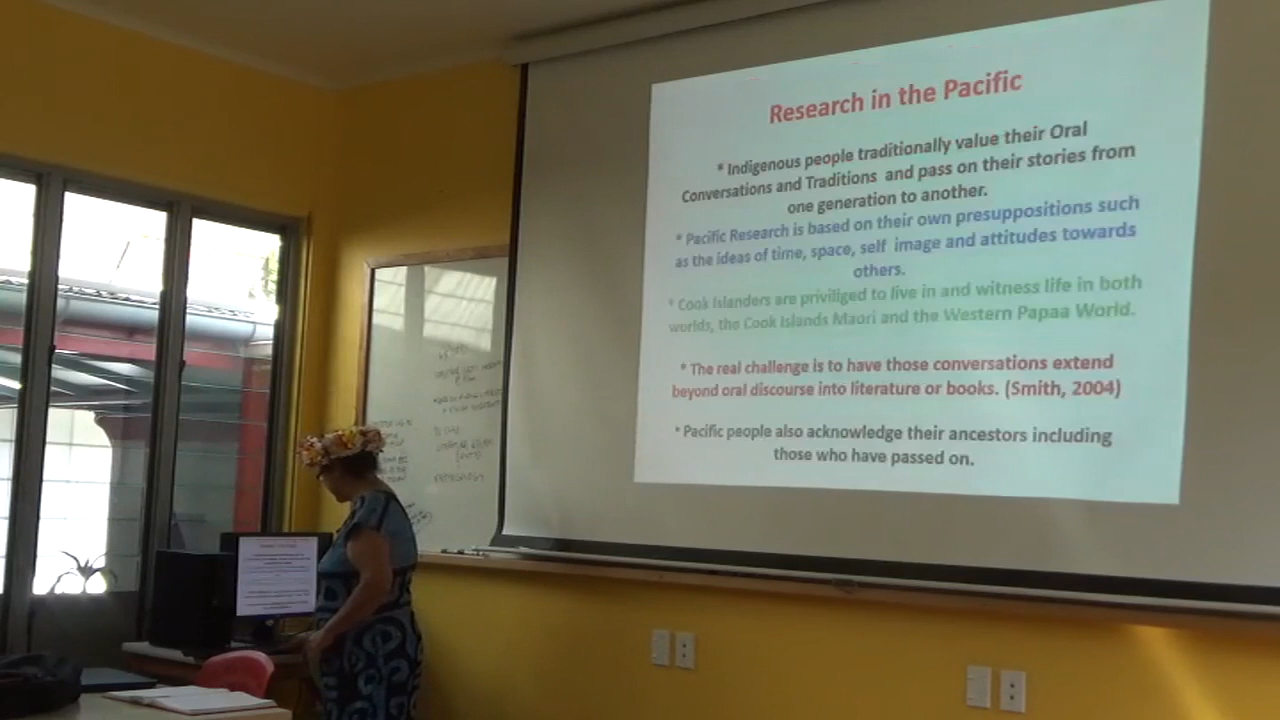 Research in the Pacific
* Indigenous people traditionally value their Oral
Conversations and Traditions and pass on their stories from
one generation to another.
* Pacific Research is based on their own presuppositions such
as the ideas of time, space, self image and attitudes towards
others.
* Cook Islanders are priviliged to live in and witness life in both
worlds, the Cook Islands Maori and the Western Papaa World.
* The real challenge is to have those conversations extend
beyond oral discourse into literature or books. (Smith, 2004)
* Pacific people also acknowledge their ancestors including
those who have passed on.